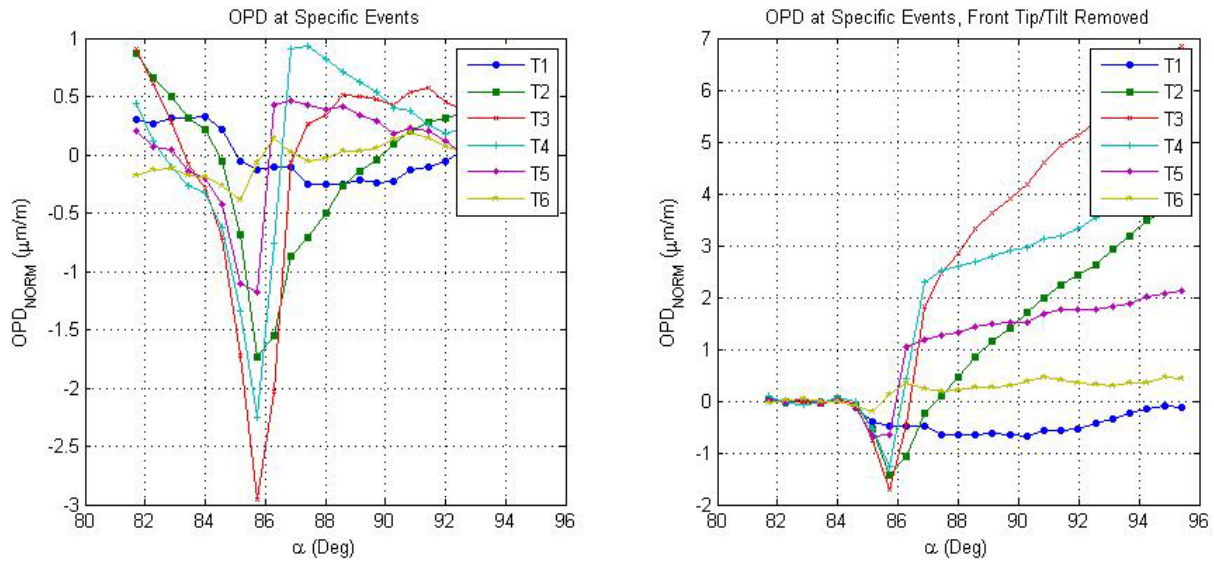 OPD at Specific Events
1
0.5
0
-0.5
-1
-1.5
-2
-2.5
-3
80 82 84 86 88 90 92 94 96
OPD_NORM (μm/m)
α (Deg)
T1
T2
T3
T4
T5
T6
OPD at Specific Events, Front Tip/Tilt Removed
7
6
5
4
3
2
1
0
-1
-2
80 82 84 86 88 90 92 94 96
OPD_NORM (μm/m)
α (Deg)
T1
T2
T3
T4
T5
T6